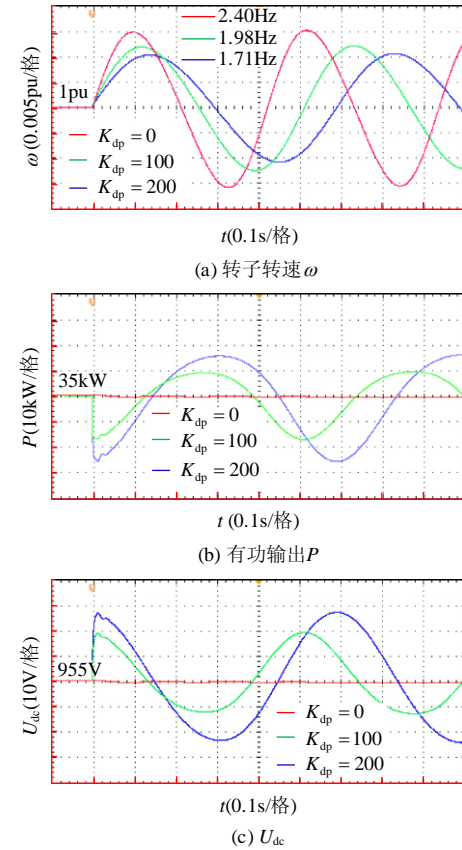 2.40Hz
1.98Hz
1.71Hz
1pu
ω(0.005pu/格)
K_dp = 0
K_dp = 100
K_dp = 200
t(0.1s/格)
(a) 转子转速ω
35kW
P(10kW/格)
K_dp = 0
K_dp = 100
K_dp = 200
t (0.1s/格)
(b) 有功输出P
955V
U_dc(10V/格)
K_dp = 0
K_dp = 100
K_dp = 200
t(0.1s/格)
(c) U_dc